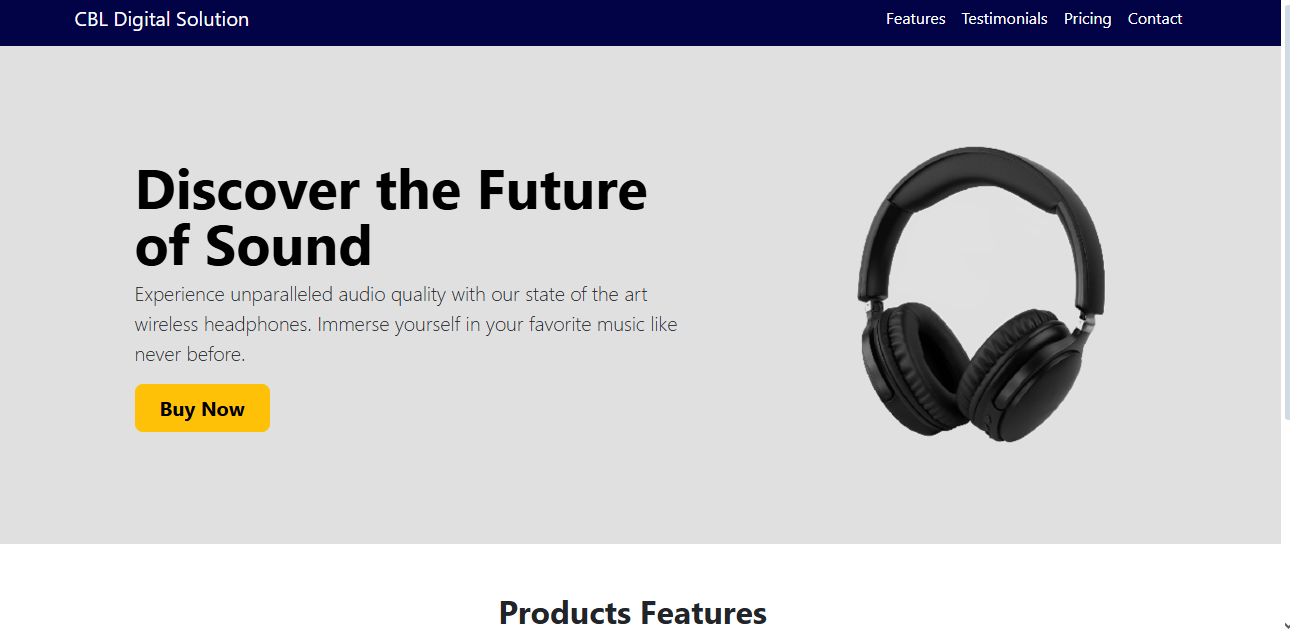 CBL Digital Solution
Features Testimonials Pricing Contact
Discover the Future
of Sound
Experience unparalleled audio quality with our state of the art
wireless headphones. Immerse yourself in your favorite music like
never before.
Buy Now
Products Features